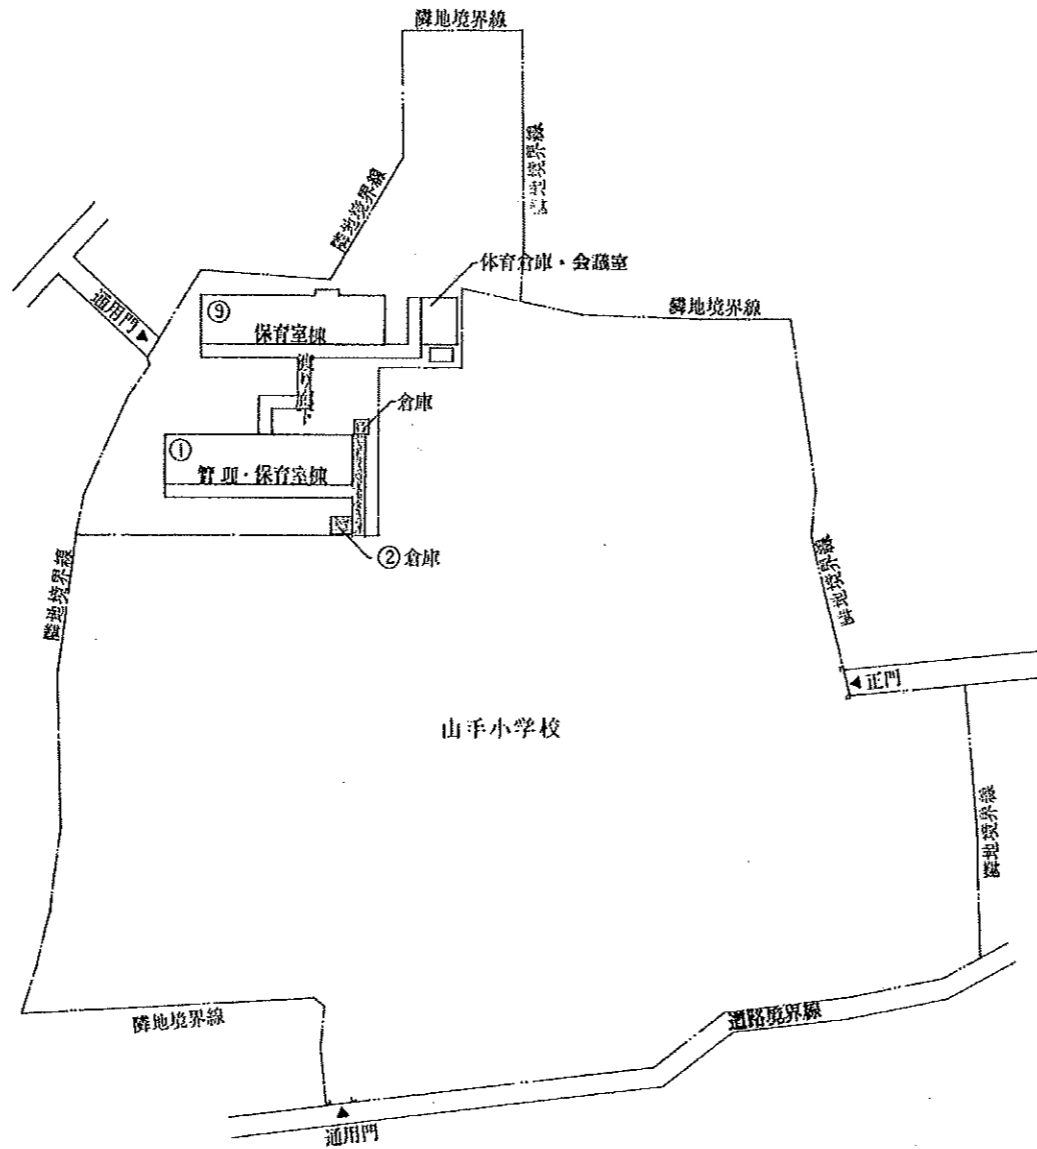 隣地境界線
隣地境界線
隣地境界線
体育倉庫・会議室
隣地境界線
通用門
⑨
保育室棟
渡り廊下
倉庫
①
管理・保育室棟
②倉庫
隣地境界線
隣地境界線
正門
山手小学校
隣地境界線
隣地境界線
道路境界線
通用門